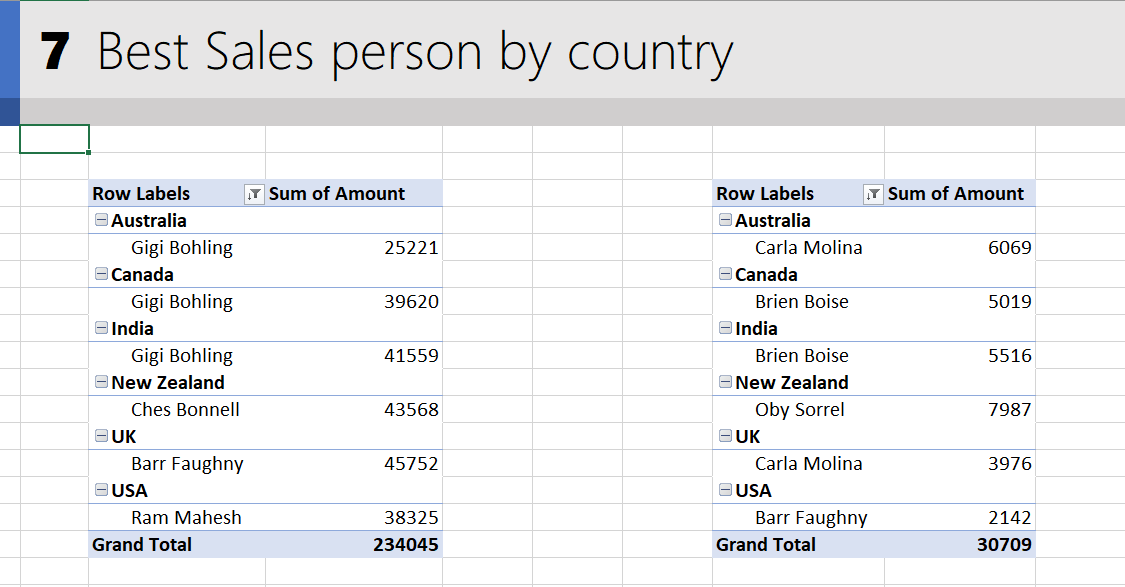 7 Best Sales person by country
Row Labels Sum of Amount
Australia
Gigi Bohling 25221
Canada
Gigi Bohling 39620
India
Gigi Bohling 41559
New Zealand
Ches Bonnell 43568
UK
Barr Faughny 45752
USA
Ram Mahesh 38325
Grand Total 234045
Row Labels Sum of Amount
Australia
Carla Molina 6069
Canada
Brien Boise 5019
India
Brien Boise 5516
New Zealand
Oby Sorrel 7987
UK
Carla Molina 3976
USA
Barr Faughny 2142
Grand Total 30709